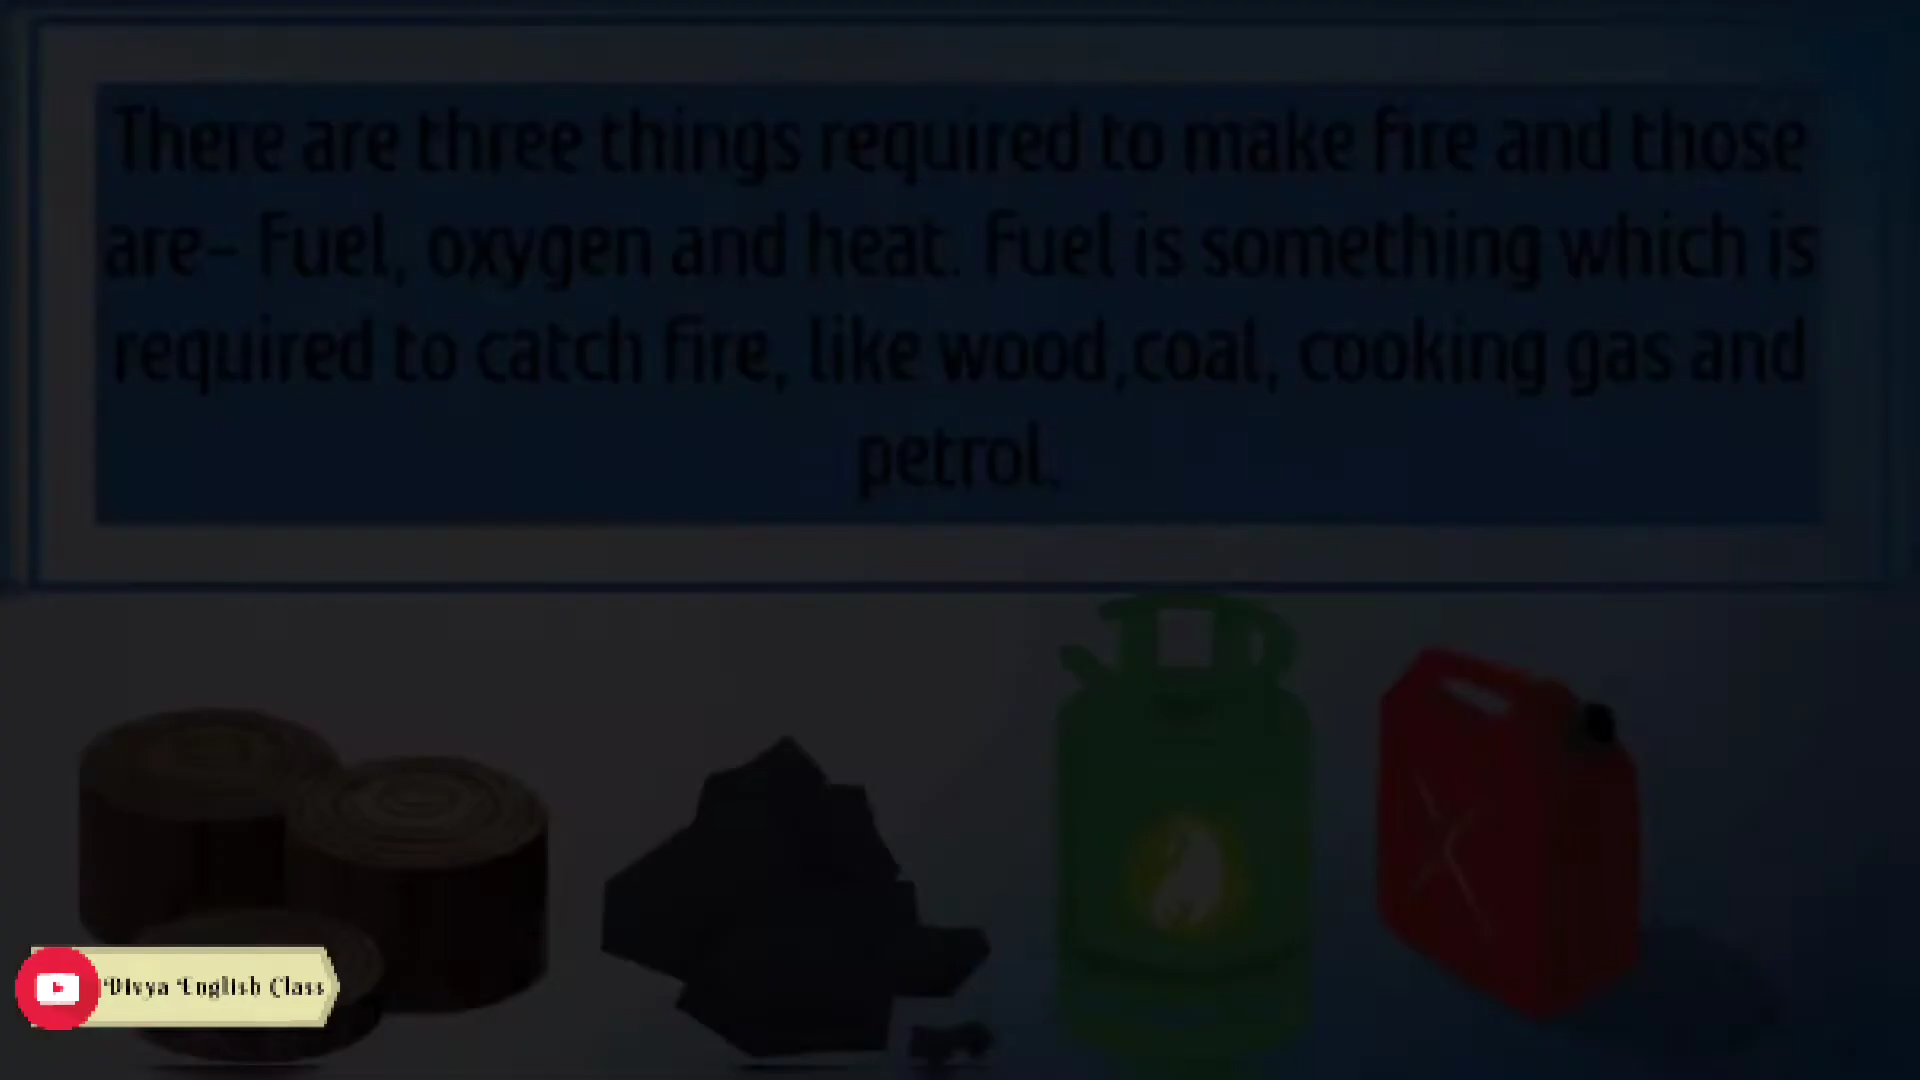 There are three things required to make fire and those
are- Fuel, oxygen and heat. Fuel is something which is
required to catch fire, like wood,coal, cooking gas and
petrol.
Divya English Class